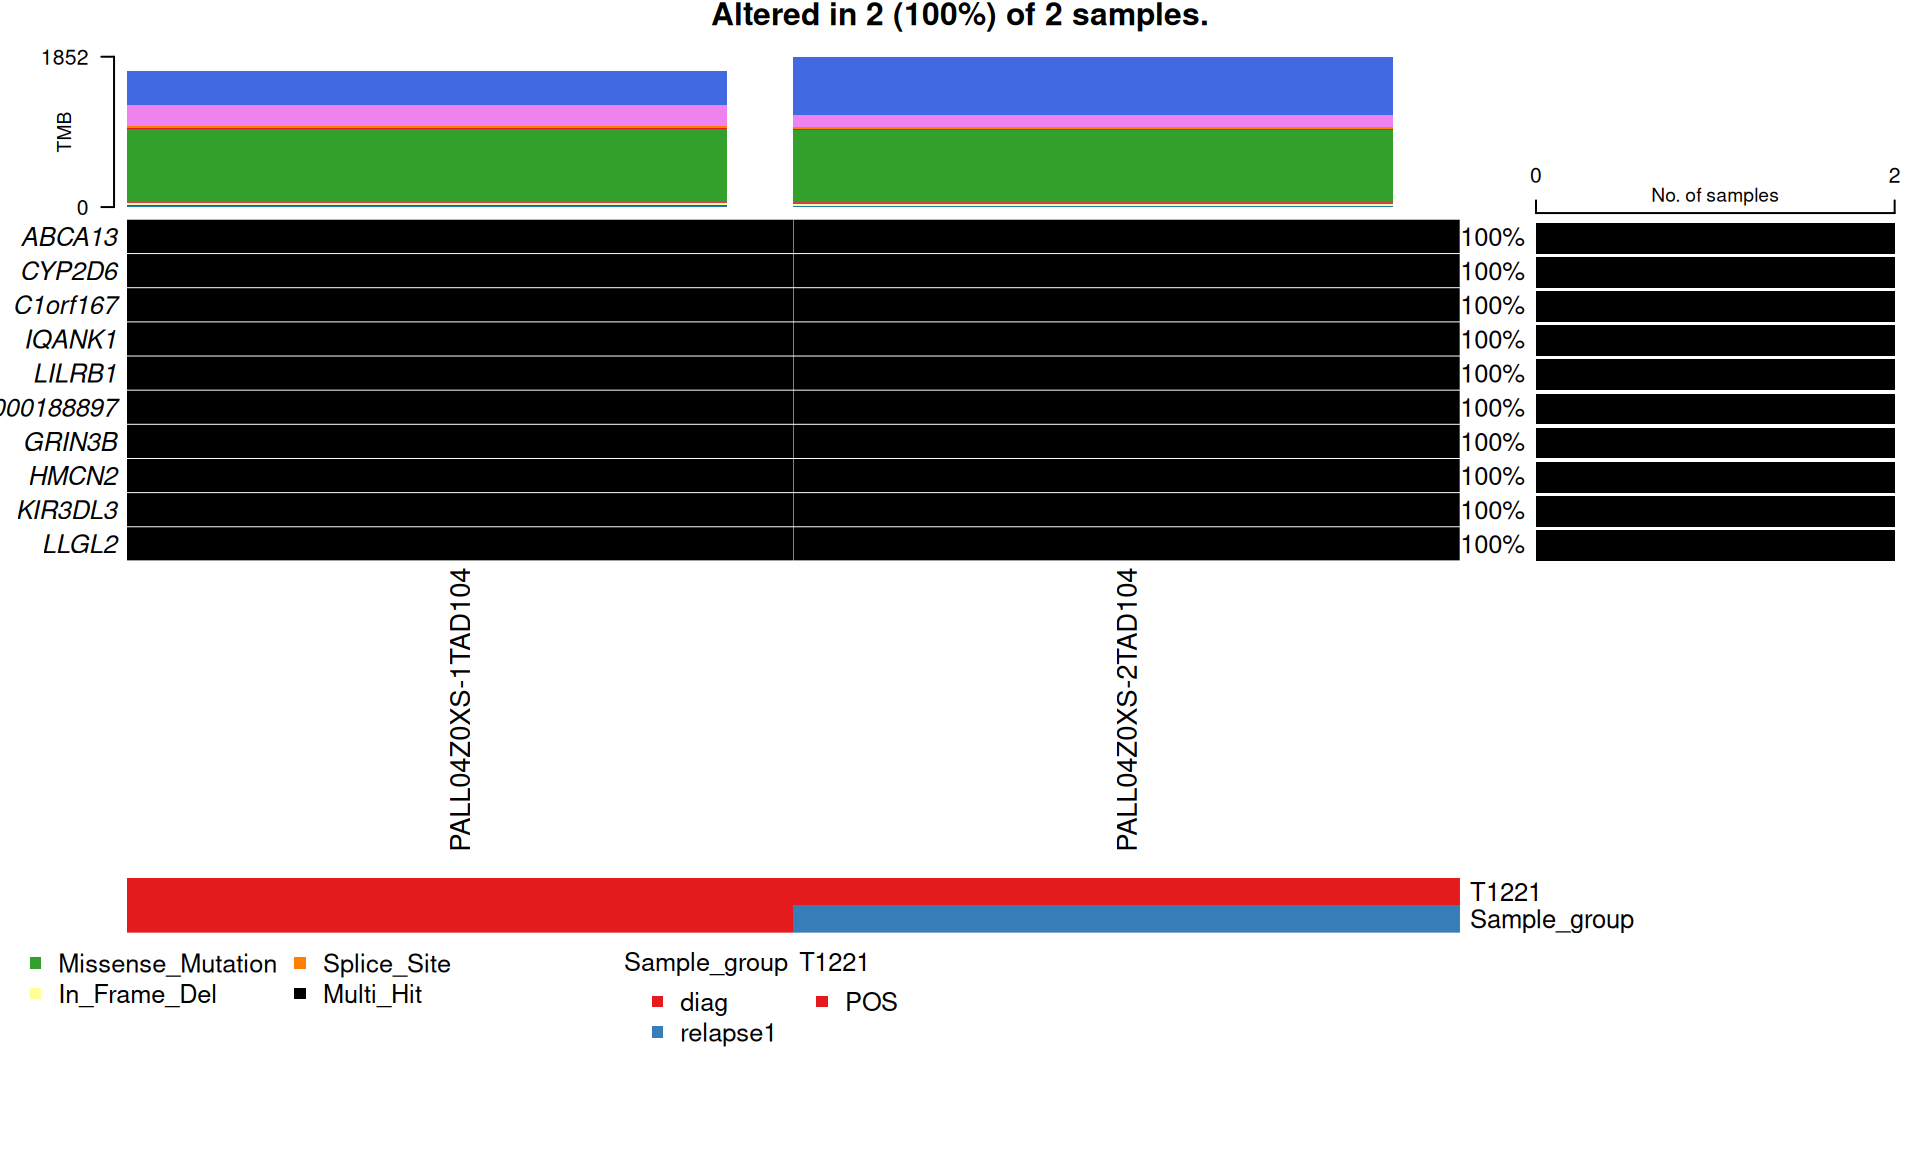 Altered in 2 (100%) of 2 samples.
1852
TMB
0
0 2
No. of samples
ABCA13 100%
CYP2D6 100%
C1orf167 100%
IQANK1 100%
LILRB1 100%
000188897 100%
GRIN3B 100%
HMCN2 100%
KIR3DL3 100%
LLGL2 100%
PALL04Z0XS-1TAD104
PALL04Z0XS-2TAD104
T1221
Sample_group
Missense_Mutation Splice_Site
In_Frame_Del Multi_Hit
Sample_group T1221
diag POS
relapse1